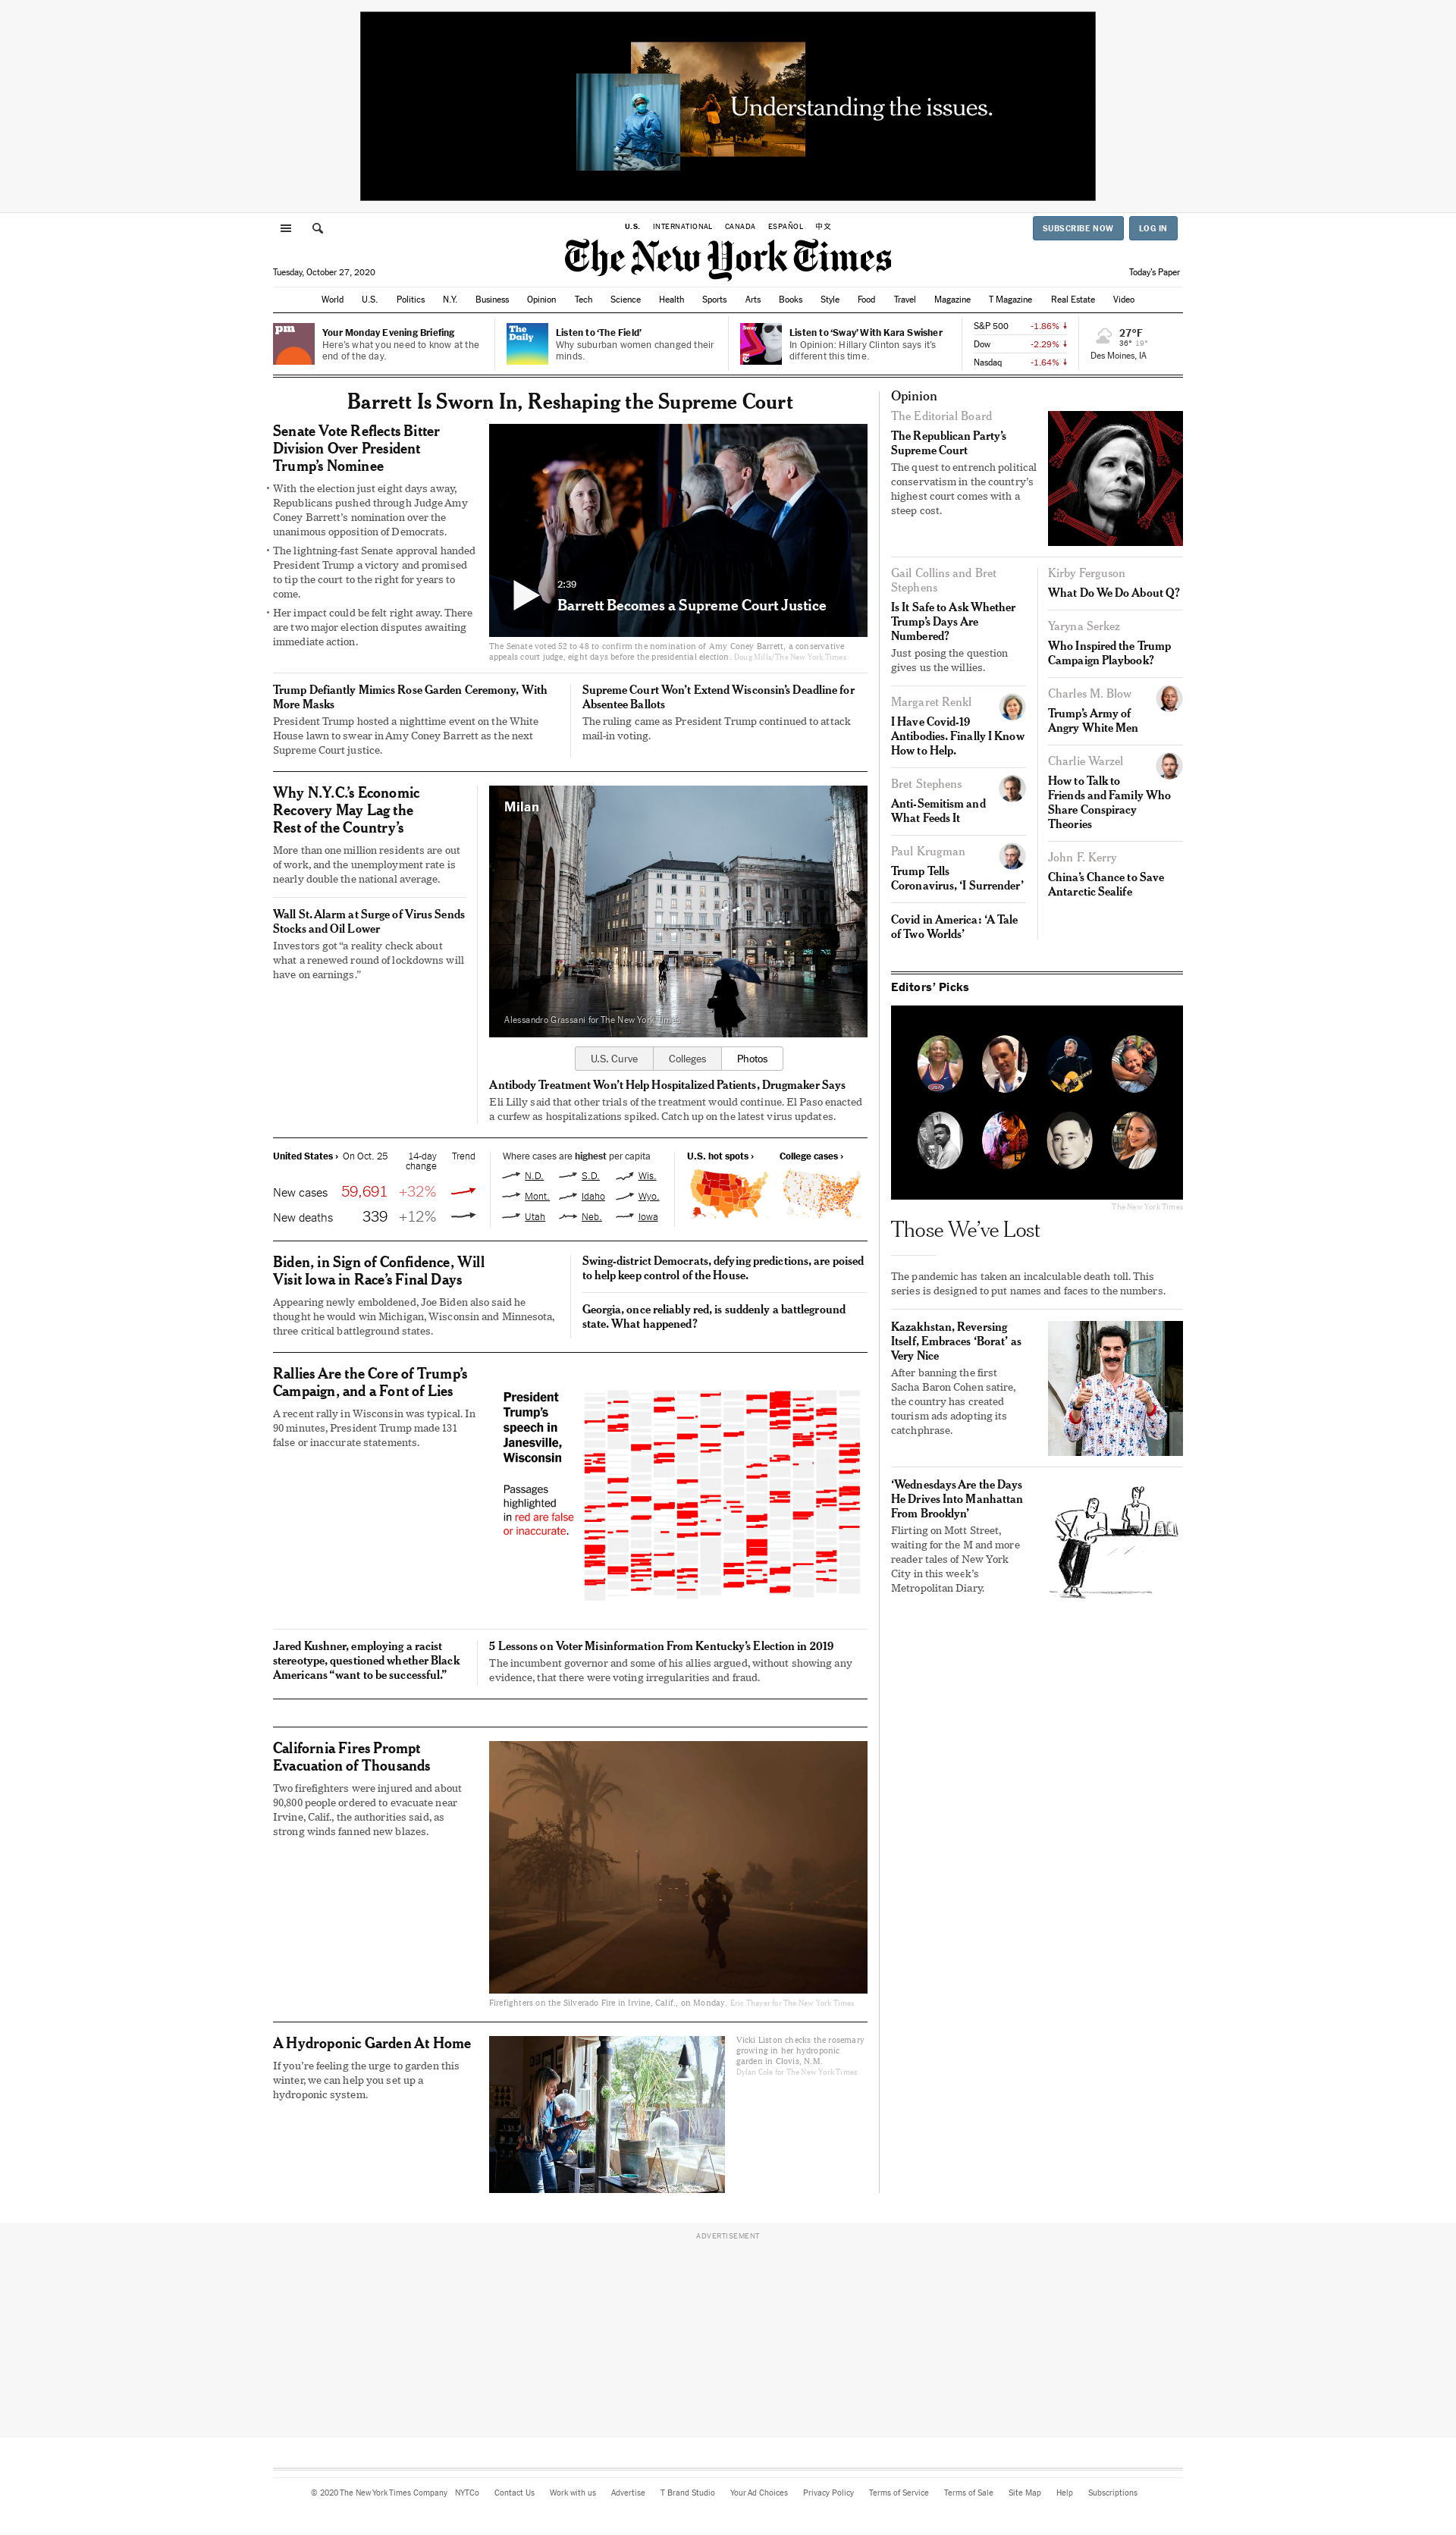 Understanding the issues.
U.S. INTERNATIONAL CANADA ESPAÑOL 中文
SUBSCRIBE NOW LOG IN
The New York Times
Tuesday, October 27, 2020
Today's Paper
World U.S. Politics N.Y. Business Opinion Tech Science Health Sports Arts Books Style Food Travel Magazine T Magazine Real Estate Video
pm
Your Monday Evening Briefing
Here's what you need to know at the
end of the day.
The
Daily
Listen to 'The Field'
Why suburban women changed their
minds.
Sway
Listen to 'Sway' With Kara Swisher
In Opinion: Hillary Clinton says it's
different this time.
S&P 500 -1.86%
Dow -2.29%
Nasdaq -1.64%
27°F
36° 19°
Des Moines, IA
Barrett Is Sworn In, Reshaping the Supreme Court
Senate Vote Reflects Bitter
Division Over President
Trump's Nominee
• With the election just eight days away,
Republicans pushed through Judge Amy
Coney Barrett's nomination over the
unanimous opposition of Democrats.
• The lightning-fast Senate approval handed
President Trump a victory and promised
to tip the court to the right for years to
come.
• Her impact could be felt right away. There
are two major election disputes awaiting
immediate action.
2:39
Barrett Becomes a Supreme Court Justice
The Senate voted 52 to 48 to confirm the nomination of Amy Coney Barrett, a conservative
appeals court judge, eight days before the presidential election. Doug Mills/The New York Times
Trump Defiantly Mimics Rose Garden Ceremony, With
More Masks
President Trump hosted a nighttime event on the White
House lawn to swear in Amy Coney Barrett as the next
Supreme Court justice.
Supreme Court Won't Extend Wisconsin's Deadline for
Absentee Ballots
The ruling came as President Trump continued to attack
mail-in voting.
Why N.Y.C.'s Economic
Recovery May Lag the
Rest of the Country's
More than one million residents are out
of work, and the unemployment rate is
nearly double the national average.
Wall St. Alarm at Surge of Virus Sends
Stocks and Oil Lower
Investors got "a reality check about
what a renewed round of lockdowns will
have on earnings."
Milan
Alessandro Grassani for The New York Times
U.S. Curve Colleges Photos
Antibody Treatment Won't Help Hospitalized Patients, Drugmaker Says
Eli Lilly said that other trials of the treatment would continue. El Paso enacted
a curfew as hospitalizations spiked. Catch up on the latest virus updates.
United States › On Oct. 25 14-day
change Trend
New cases 59,691 +32%
New deaths 339 +12%
Where cases are highest per capita
N.D. S.D. Wis.
Mont. Idaho Wyo.
Utah Neb. Iowa
U.S. hot spots ›
College cases ›
Biden, in Sign of Confidence, Will
Visit Iowa in Race's Final Days
Appearing newly emboldened, Joe Biden also said he
thought he would win Michigan, Wisconsin and Minnesota,
three critical battleground states.
Swing-district Democrats, defying predictions, are poised
to help keep control of the House.
Georgia, once reliably red, is suddenly a battleground
state. What happened?
Rallies Are the Core of Trump's
Campaign, and a Font of Lies
A recent rally in Wisconsin was typical. In
90 minutes, President Trump made 131
false or inaccurate statements.
President
Trump's
speech in
Janesville,
Wisconsin
Passages
highlighted
in red are false
or inaccurate.
Jared Kushner, employing a racist
stereotype, questioned whether Black
Americans "want to be successful."
5 Lessons on Voter Misinformation From Kentucky's Election in 2019
The incumbent governor and some of his allies argued, without showing any
evidence, that there were voting irregularities and fraud.
California Fires Prompt
Evacuation of Thousands
Two firefighters were injured and about
90,800 people ordered to evacuate near
Irvine, Calif., the authorities said, as
strong winds fanned new blazes.
Firefighters on the Silverado Fire in Irvine, Calif., on Monday. Eric Thayer for The New York Times
A Hydroponic Garden At Home
If you're feeling the urge to garden this
winter, we can help you set up a
hydroponic system.
Vicki Liston checks the rosemary
growing in her hydroponic
garden in Clovis, N.M.
Dylan Cole for The New York Times
Opinion
The Editorial Board
The Republican Party's
Supreme Court
The quest to entrench political
conservatism in the country's
highest court comes with a
steep cost.
Gail Collins and Bret
Stephens
Is It Safe to Ask Whether
Trump's Days Are
Numbered?
Just posing the question
gives us the willies.
Margaret Renkl
I Have Covid-19
Antibodies. Finally I Know
How to Help.
Bret Stephens
Anti-Semitism and
What Feeds It
Paul Krugman
Trump Tells
Coronavirus, 'I Surrender'
Covid in America: 'A Tale
of Two Worlds'
Kirby Ferguson
What Do We Do About Q?
Yaryna Serkez
Who Inspired the Trump
Campaign Playbook?
Charles M. Blow
Trump's Army of
Angry White Men
Charlie Warzel
How to Talk to
Friends and Family Who
Share Conspiracy
Theories
John F. Kerry
China's Chance to Save
Antarctic Sealife
Editors' Picks
The New York Times
Those We've Lost
The pandemic has taken an incalculable death toll. This
series is designed to put names and faces to the numbers.
Kazakhstan, Reversing
Itself, Embraces 'Borat' as
Very Nice
After banning the first
Sacha Baron Cohen satire,
the country has created
tourism ads adopting its
catchphrase.
'Wednesdays Are the Days
He Drives Into Manhattan
From Brooklyn'
Flirting on Mott Street,
waiting for the M and more
reader tales of New York
City in this week's
Metropolitan Diary.
ADVERTISEMENT
© 2020 The New York Times Company NYTCo Contact Us Work with us Advertise T Brand Studio Your Ad Choices Privacy Policy Terms of Service Terms of Sale Site Map Help Subscriptions